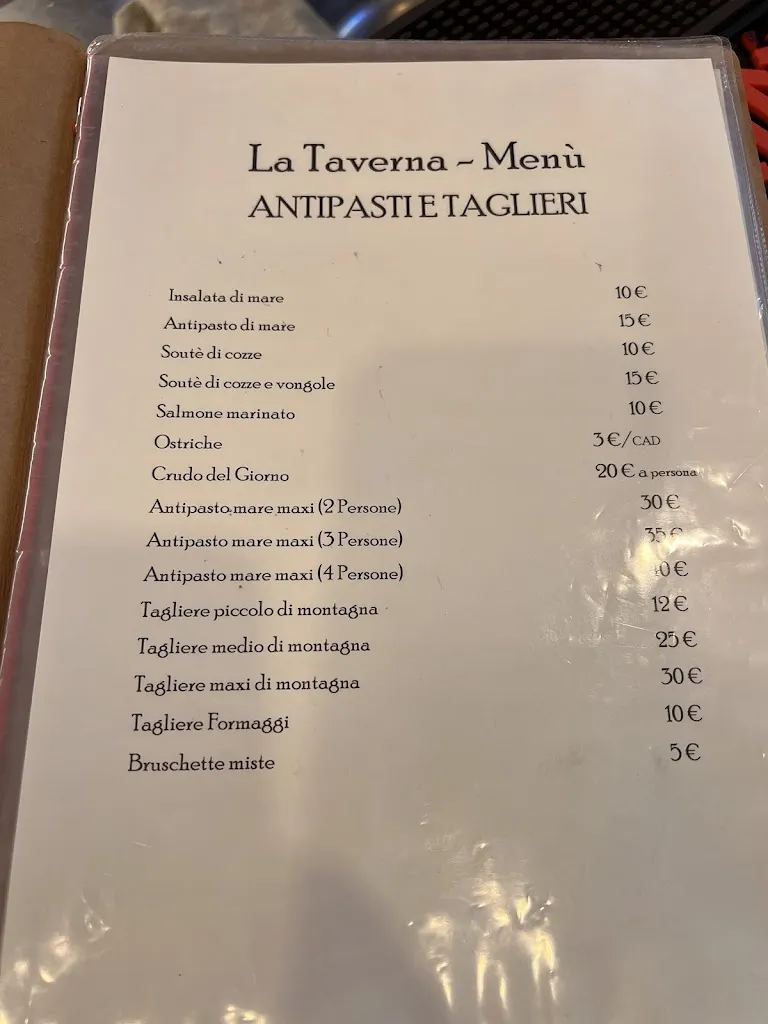 La Taverna - Menù
ANTIPASTI E TAGLIERI
Insalata di mare 10 €
Antipasto di mare 15 €
Soutè di cozze 10 €
Soutè di cozze e vongole 15 €
Salmone marinato 10 €
Ostriche 3 €/CAD
Crudo del Giorno 20 € a persona
Antipasto mare maxi (2 Persone) 30 €
Antipasto mare maxi (3 Persone) 35 €
Antipasto mare maxi (4 Persone) €
Tagliere piccolo di montagna 12 €
Tagliere medio di montagna 25 €
Tagliere maxi di montagna 30 €
Tagliere Formaggi 10 €
Bruschette miste 5 €